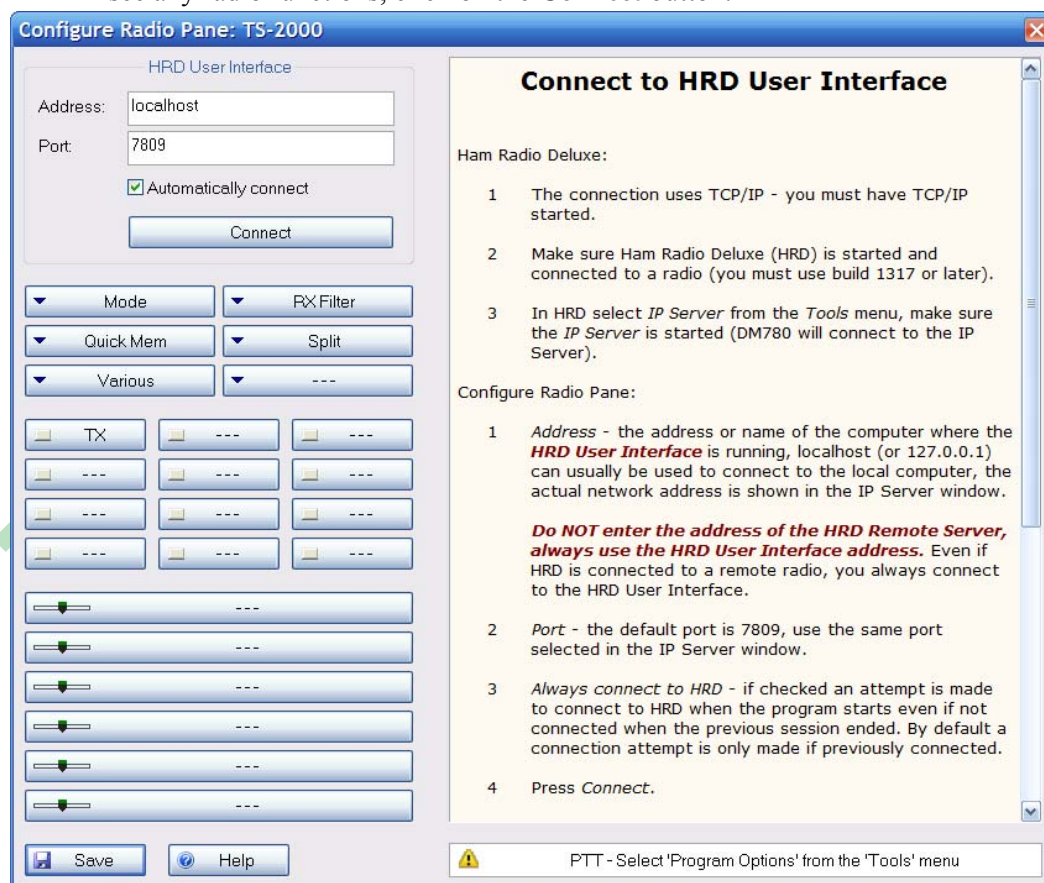 Configure Radio Pane: TS-2000
HRD User Interface
Address: localhost
Port: 7809
Automatically connect
Connect
Mode RX Filter
Quick Mem Split
Various ---
TX --- ---
--- --- ---
--- --- ---
--- --- ---
---
---
---
---
---
---
Save Help
Connect to HRD User Interface
Ham Radio Deluxe:
1 The connection uses TCP/IP - you must have TCP/IP
started.
2 Make sure Ham Radio Deluxe (HRD) is started and
connected to a radio (you must use build 1317 or later).
3 In HRD select IP Server from the Tools menu, make sure
the IP Server is started (DM780 will connect to the IP
Server).
Configure Radio Pane:
1 Address - the address or name of the computer where the
HRD User Interface is running, localhost (or 127.0.0.1)
can usually be used to connect to the local computer, the
actual network address is shown in the IP Server window.
Do NOT enter the address of the HRD Remote Server,
always use the HRD User Interface address. Even if
HRD is connected to a remote radio, you always connect
to the HRD User Interface.
2 Port - the default port is 7809, use the same port
selected in the IP Server window.
3 Always connect to HRD - if checked an attempt is made
to connect to HRD when the program starts even if not
connected when the previous session ended. By default a
connection attempt is only made if previously connected.
4 Press Connect.
PTT - Select 'Program Options' from the 'Tools' menu